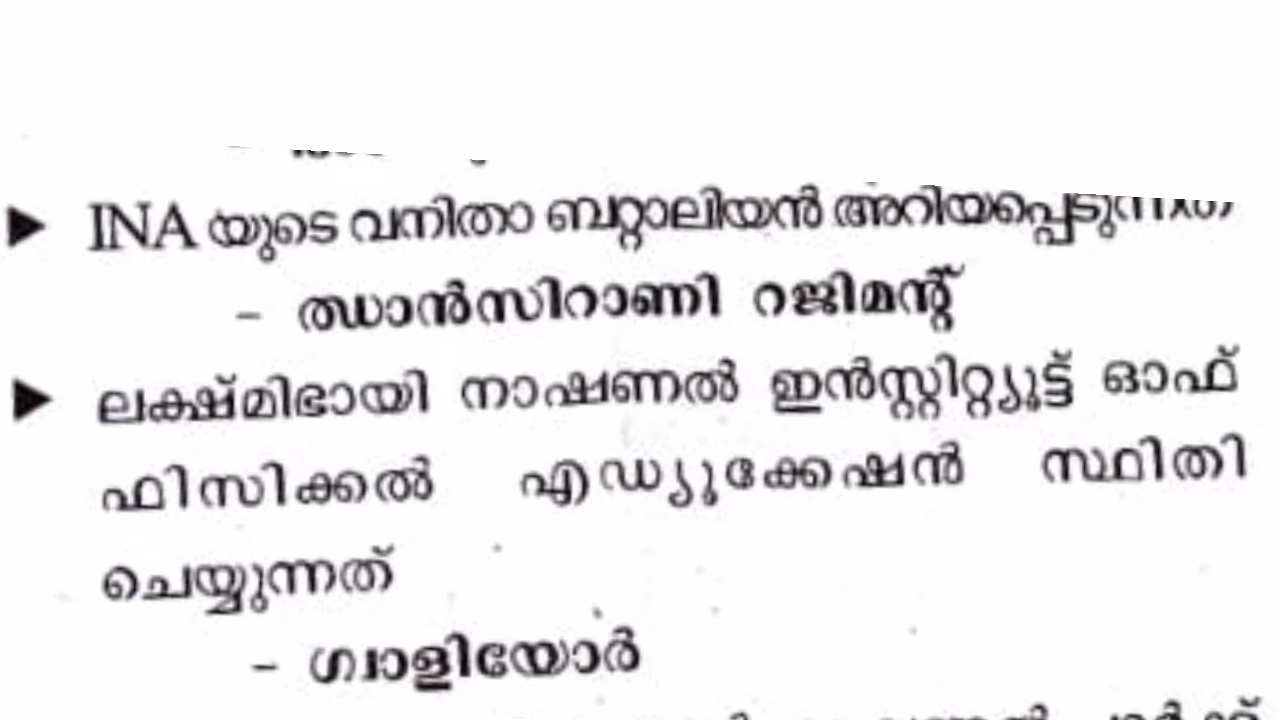 ► INA യുടെ വനിതാ ബറ്റാലിയൻ അറിയപ്പെടുന്നത്
– ഝാൻസിറാണി റജിമന്റ്
► ലക്ഷ്മിഭായി നാഷണൽ ഇൻസ്റ്റിറ്റ്യൂട്ട് ഓഫ്
ഫിസിക്കൽ എഡ്യൂക്കേഷൻ സ്ഥിതി
ചെയ്യുന്നത്
– ഗ്വാളിയോർ